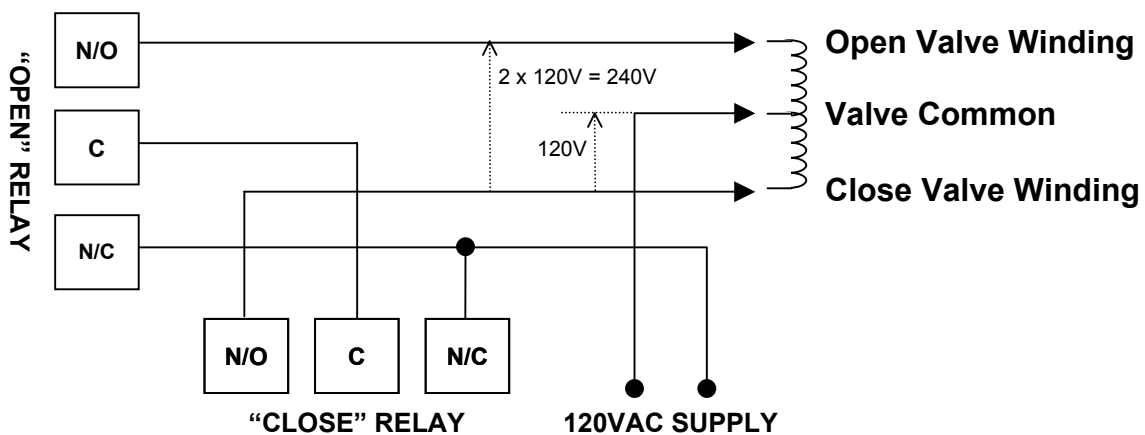 N/O
Open Valve Winding
2 x 120V = 240V
“OPEN” RELAY
C
120V
Valve Common
Close Valve Winding
N/C
N/O
C
N/C
“CLOSE” RELAY
120VAC SUPPLY